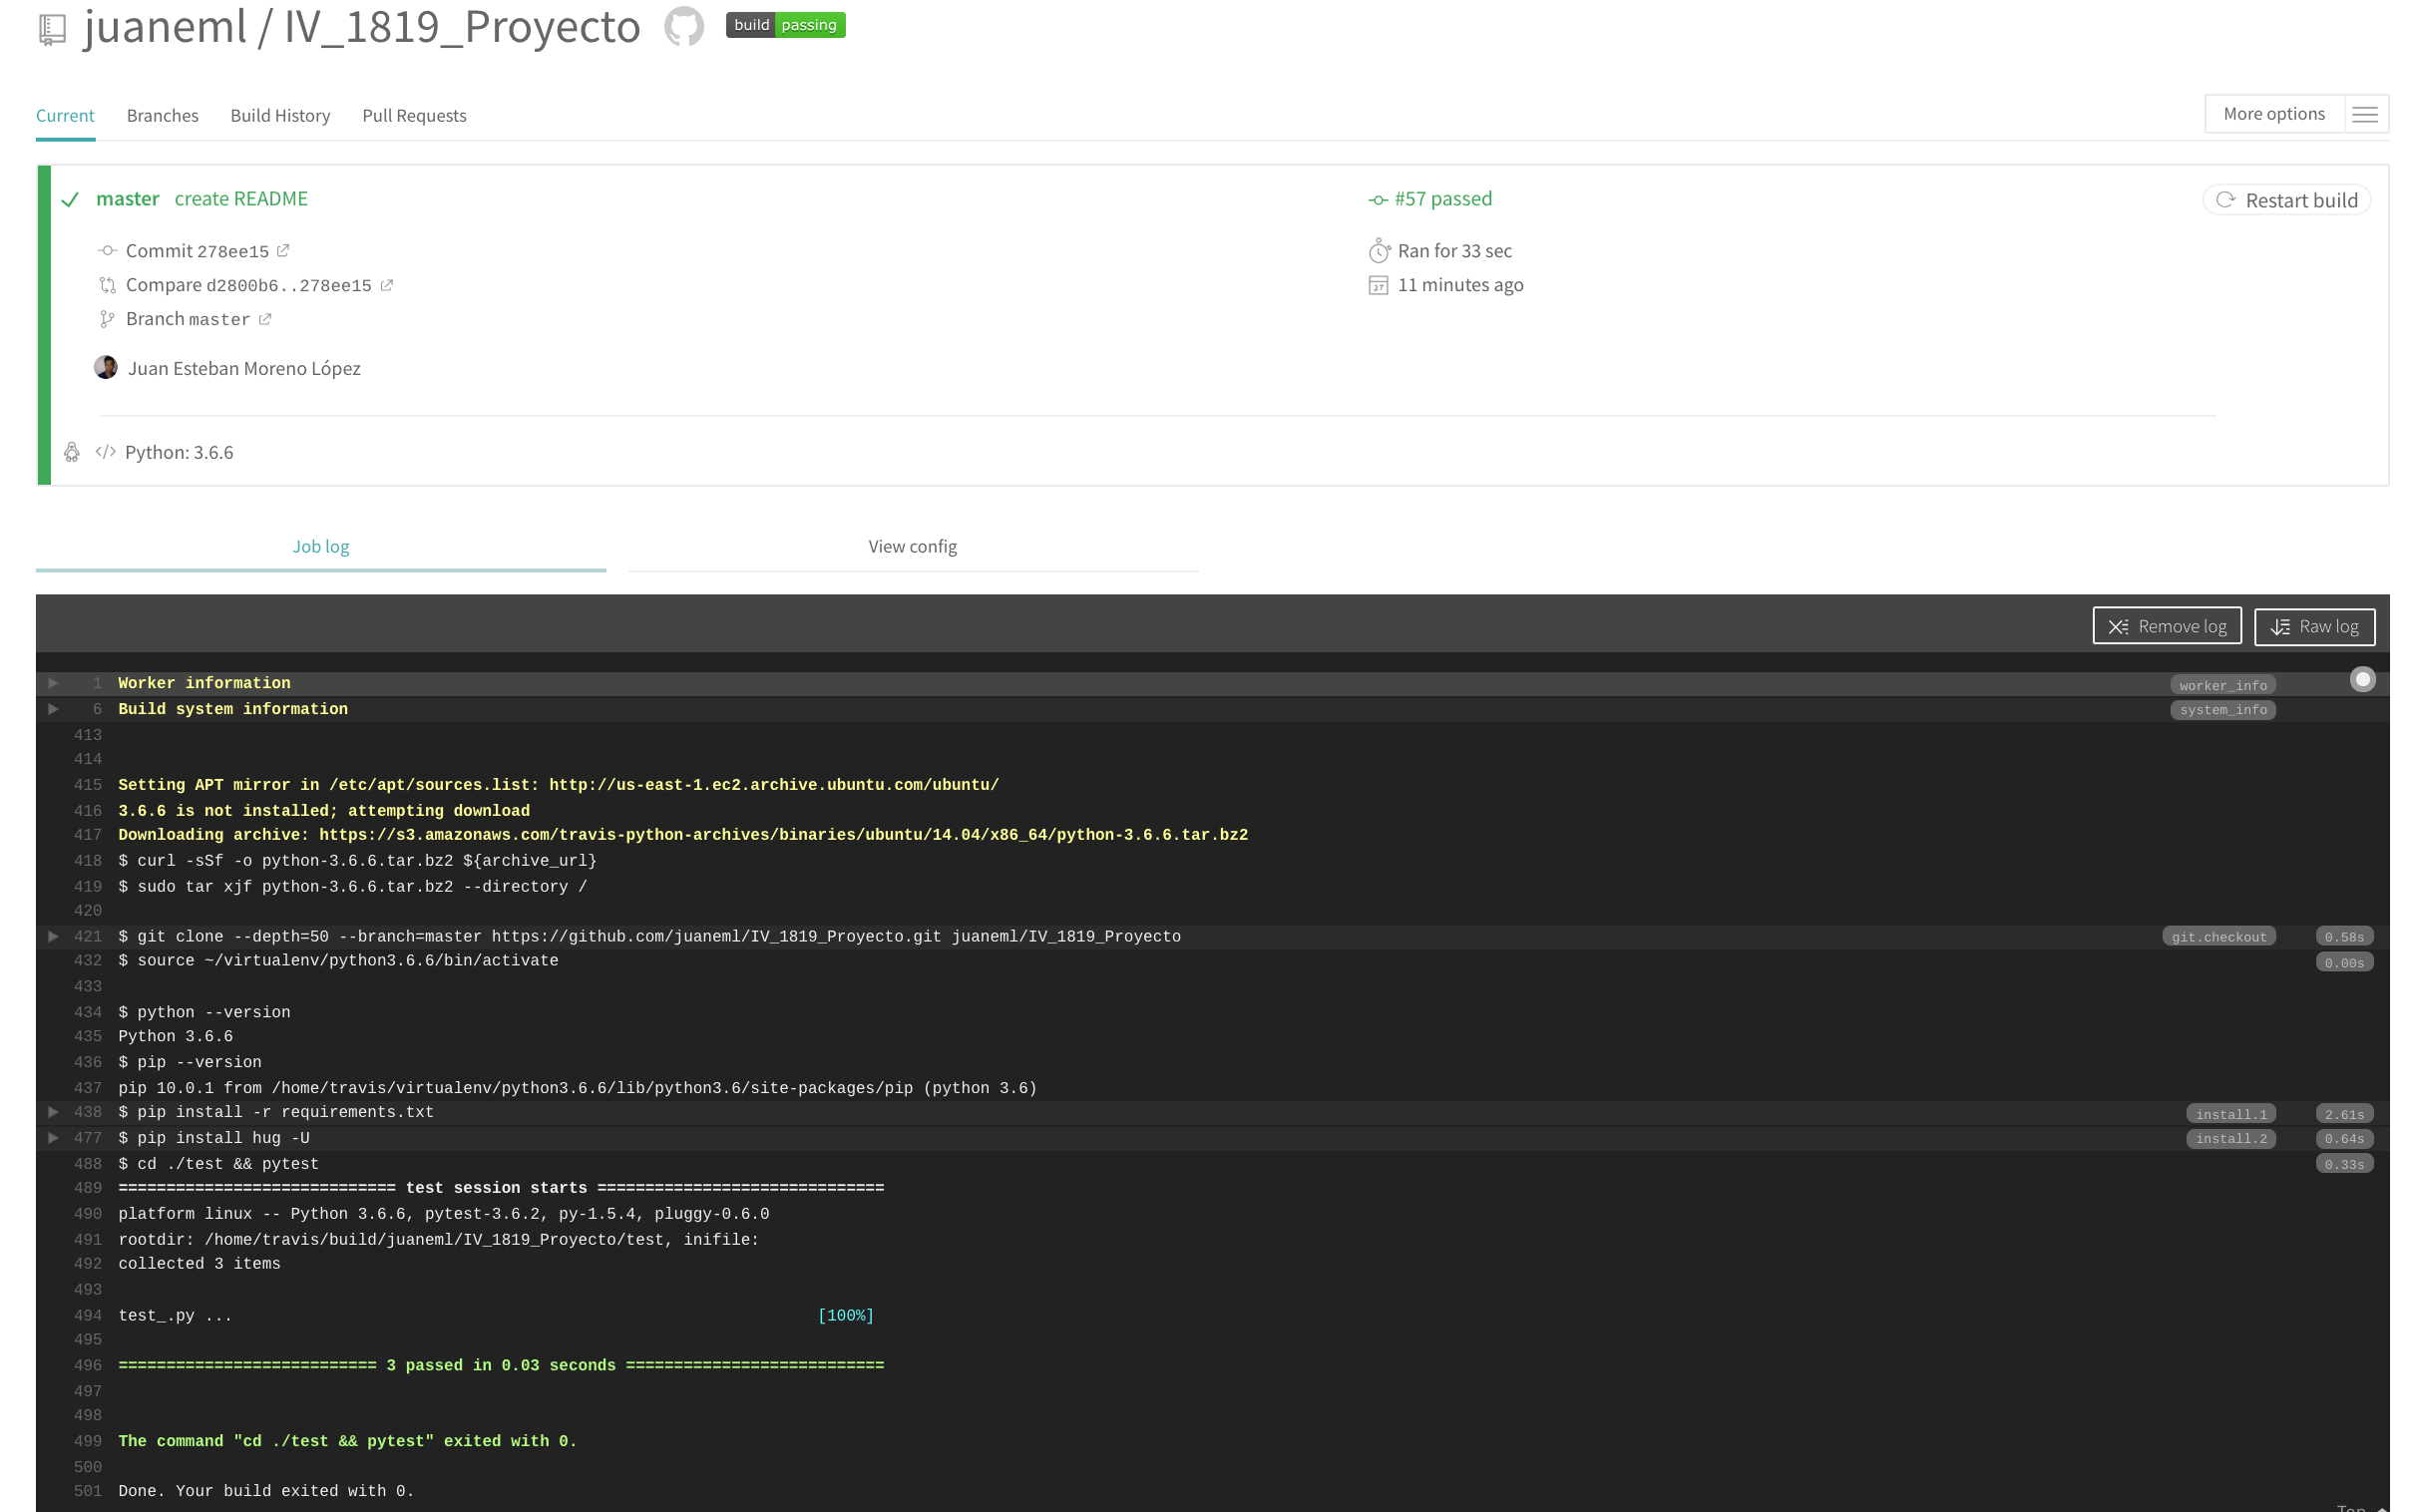 juaneml / IV_1819_Proyecto build passing
Current Branches Build History Pull Requests More options
master create README #57 passed Restart build
Commit 278ee15 Ran for 33 sec
Compare d2800b6..278ee15 11 minutes ago
Branch master
Juan Esteban Moreno López
</> Python: 3.6.6
Job log View config
Remove log Raw log
1 Worker information worker_info
6 Build system information system_info
413
414
415 Setting APT mirror in /etc/apt/sources.list: http://us-east-1.ec2.archive.ubuntu.com/ubuntu/
416 3.6.6 is not installed; attempting download
417 Downloading archive: https://s3.amazonaws.com/travis-python-archives/binaries/ubuntu/14.04/x86_64/python-3.6.6.tar.bz2
418 $ curl -sSf -o python-3.6.6.tar.bz2 ${archive_url}
419 $ sudo tar xjf python-3.6.6.tar.bz2 --directory /
420
421 $ git clone --depth=50 --branch=master https://github.com/juaneml/IV_1819_Proyecto.git juaneml/IV_1819_Proyecto git.checkout 0.58s
432 $ source ~/virtualenv/python3.6.6/bin/activate 0.00s
433
434 $ python --version
435 Python 3.6.6
436 $ pip --version
437 pip 10.0.1 from /home/travis/virtualenv/python3.6.6/lib/python3.6/site-packages/pip (python 3.6)
438 $ pip install -r requirements.txt install.1 2.61s
477 $ pip install hug -U install.2 0.64s
488 $ cd ./test && pytest 0.33s
489 ============================= test session starts ==============================
490 platform linux -- Python 3.6.6, pytest-3.6.2, py-1.5.4, pluggy-0.6.0
491 rootdir: /home/travis/build/juaneml/IV_1819_Proyecto/test, inifile:
492 collected 3 items
493
494 test_.py ... [100%]
495
496 =========================== 3 passed in 0.03 seconds ===========================
497
498
499 The command "cd ./test && pytest" exited with 0.
500
501 Done. Your build exited with 0.
Top